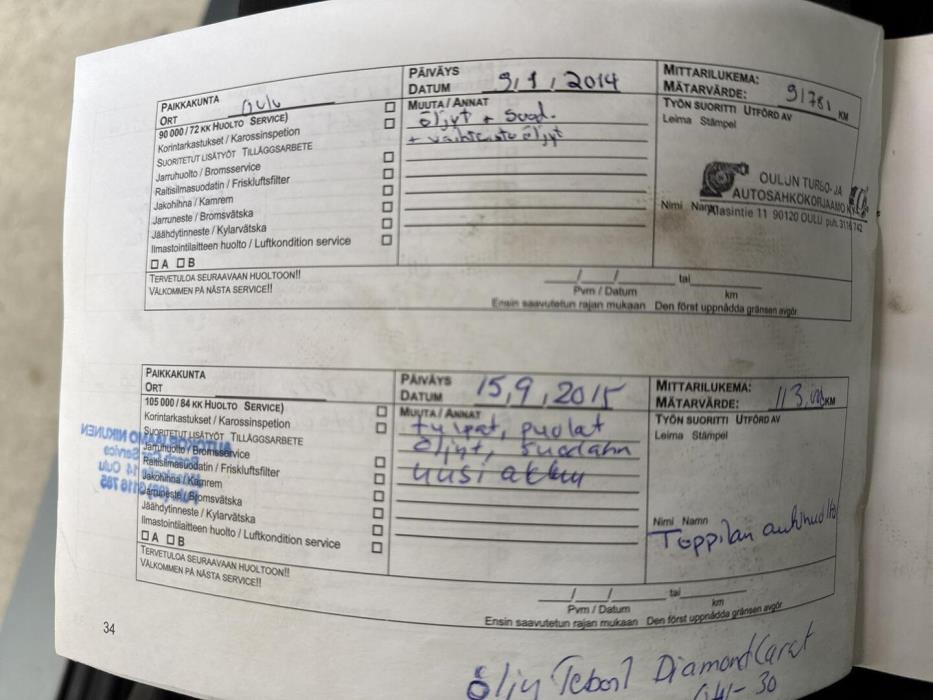 PAIKKAKUNTA
ORT Oulu
PÄIVÄYS
DATUM 9,1,2014
MITTARILUKEMA:
MÄTARVÄRDE: 91781 KM
90 000 / 72 KK HUOLTO SERVICE)
Korintarkastukset / Karossinspetion
SUORITETUT LISÄTYÖT TILLÄGGSARBETE
Jarruhuolto / Bromsservice
Raitisilmasuodatin / Friskluftsfilter
Jakohihna / Kamrem
Jarruneste / Bromsvätska
Jäähdytinneste / Kylarvätska
Ilmastointilaitteen huolto / Luftkondition service
A B
MUUTA / ANNAT
öljyt + suod.
+ vaihteisto öljyt
TYÖN SUORITTI UTFÖRD AV
Leima Stämpel
OULUN TURBO- JA
AUTOSÄHKÖKORJAAMO KY
Nimi Namn
Alasintie 11 90120 OULU puh. 3116 742
TERVETULOA SEURAAVAAN HUOLTOON!!
VÄLKOMMEN PÅ NÄSTA SERVICE!!
/ / tai
Pvm / Datum km
Ensin saavutetun rajan mukaan Den först uppnådda gränsen avgör
PAIKKAKUNTA
ORT
PÄIVÄYS
DATUM 15,9,2015
MITTARILUKEMA:
MÄTARVÄRDE: KM
105 000 / 84 KK HUOLTO SERVICE)
Korintarkastukset / Karossinspetion
SUORITETUT LISÄTYÖT TILLÄGGSARBETE
Jarruhuolto / Bromsservice
Raitisilmasuodatin / Friskluftsfilter
Jakohihna / Kamrem
Jarruneste / Bromsvätska
Jäähdytinneste / Kylarvätska
Ilmastointilaitteen huolto / Luftkondition service
A B
MUUTA / ANNAT
tulpat, puolat
öljyt, suodatin
uusi akku
TYÖN SUORITTI UTFÖRD AV
Leima Stämpel
Nimi Namn
Toppilan autohuolto
TERVETULOA SEURAAVAAN HUOLTOON!!
VÄLKOMMEN PÅ NÄSTA SERVICE!!
/ / tai
Pvm / Datum km
Ensin saavutetun rajan mukaan Den först uppnådda gränsen avgör
34
öljy Teboil Diamond Carat